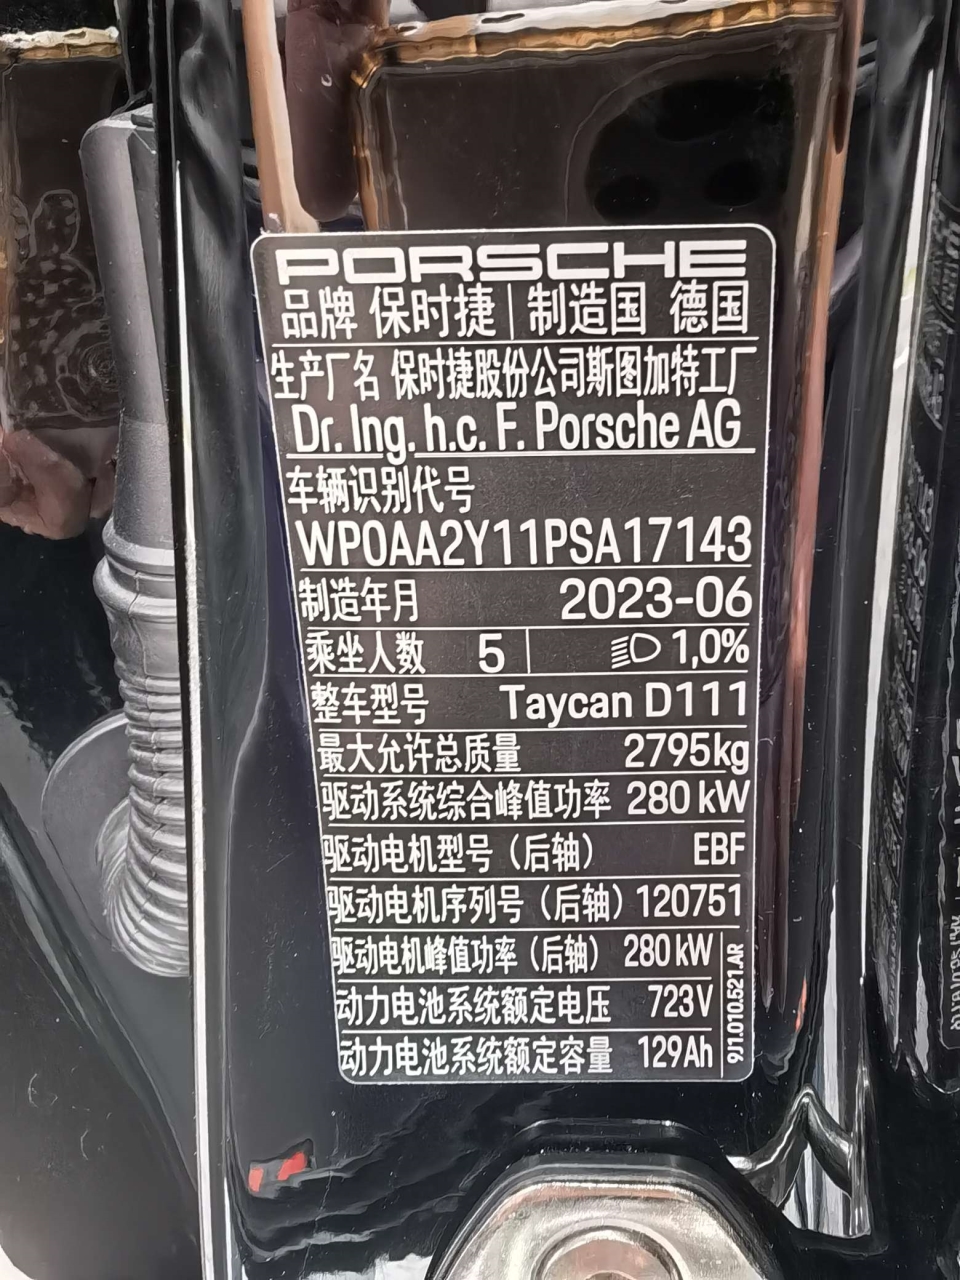 PORSCHE
品牌 保时捷 | 制造国 德国
生产厂名 保时捷股份公司斯图加特工厂
Dr. Ing. h.c. F. Porsche AG
车辆识别代号
WP0AA2Y11PSA17143
制造年月 2023-06
乘坐人数 5 1,0%
整车型号 Taycan D111
最大允许总质量 2795kg
驱动系统综合峰值功率 280 kW
驱动电机型号（后轴） EBF
驱动电机序列号（后轴） 120751
驱动电机峰值功率（后轴） 280 kW
动力电池系统额定电压 723V
动力电池系统额定容量 129Ah
9J1.010.521.AR